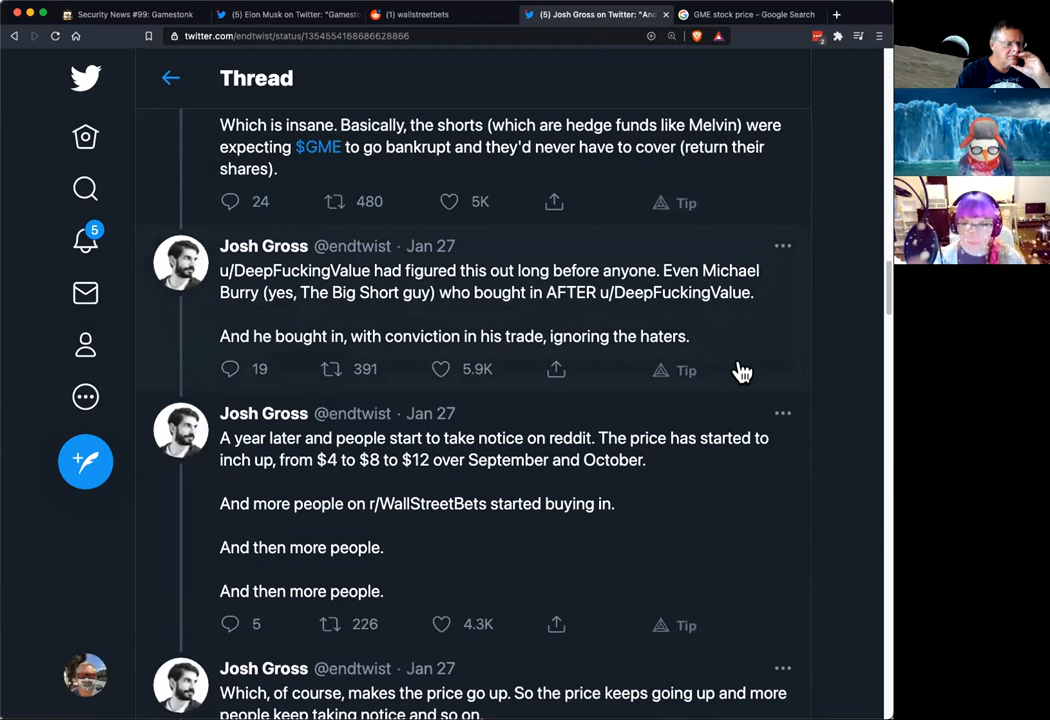 Security News #99: Gamestonk
(5) Elon Musk on Twitter: "Gamest
(1) wallstreetbets
(5) Josh Gross on Twitter: "And
GME stock price - Google Search
twitter.com/endtwist/status/1354554168686628866
2
Thread
Which is insane. Basically, the shorts (which are hedge funds like Melvin) were
expecting $GME to go bankrupt and they'd never have to cover (return their
shares).
24 480 5K Tip
5
Josh Gross @endtwist · Jan 27
u/DeepFuckingValue had figured this out long before anyone. Even Michael
Burry (yes, The Big Short guy) who bought in AFTER u/DeepFuckingValue.
And he bought in, with conviction in his trade, ignoring the haters.
19 391 5.9K Tip
Josh Gross @endtwist · Jan 27
A year later and people start to take notice on reddit. The price has started to
inch up, from $4 to $8 to $12 over September and October.
And more people on r/WallStreetBets started buying in.
And then more people.
And then more people.
5 226 4.3K Tip
Josh Gross @endtwist · Jan 27
Which, of course, makes the price go up. So the price keeps going up and more
people keep taking notice and so on.